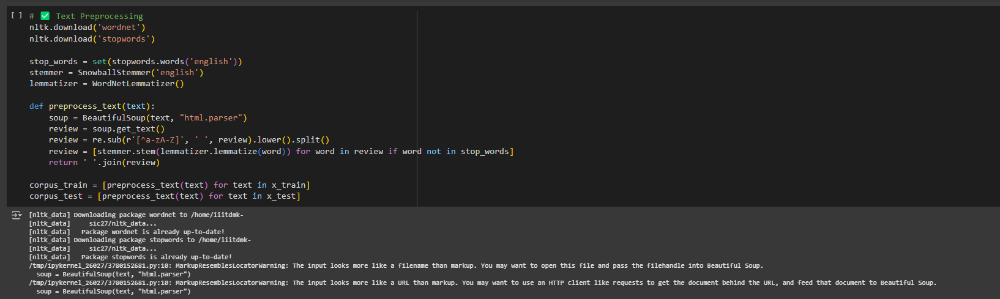 [ ] # ✅ Text Preprocessing
nltk.download('wordnet')
nltk.download('stopwords')

stop_words = set(stopwords.words('english'))
stemmer = SnowballStemmer('english')
lemmatizer = WordNetLemmatizer()

def preprocess_text(text):
    soup = BeautifulSoup(text, "html.parser")
    review = soup.get_text()
    review = re.sub(r'[^a-zA-Z]', ' ', review).lower().split()
    review = [stemmer.stem(lemmatizer.lemmatize(word)) for word in review if word not in stop_words]
    return ' '.join(review)

corpus_train = [preprocess_text(text) for text in x_train]
corpus_test = [preprocess_text(text) for text in x_test]

[nltk_data] Downloading package wordnet to /home/iiitdmk-
[nltk_data]     sic27/nltk_data...
[nltk_data]   Package wordnet is already up-to-date!
[nltk_data] Downloading package stopwords to /home/iiitdmk-
[nltk_data]     sic27/nltk_data...
[nltk_data]   Package stopwords is already up-to-date!
/tmp/ipykernel_26027/3780152681.py:10: MarkupResemblesLocatorWarning: The input looks more like a filename than markup. You may want to open this file and pass the filehandle into Beautiful Soup.
  soup = BeautifulSoup(text, "html.parser")
/tmp/ipykernel_26027/3780152681.py:10: MarkupResemblesLocatorWarning: The input looks more like a URL than markup. You may want to use an HTTP client like requests to get the document behind the URL, and feed that document to Beautiful Soup.
  soup = BeautifulSoup(text, "html.parser")